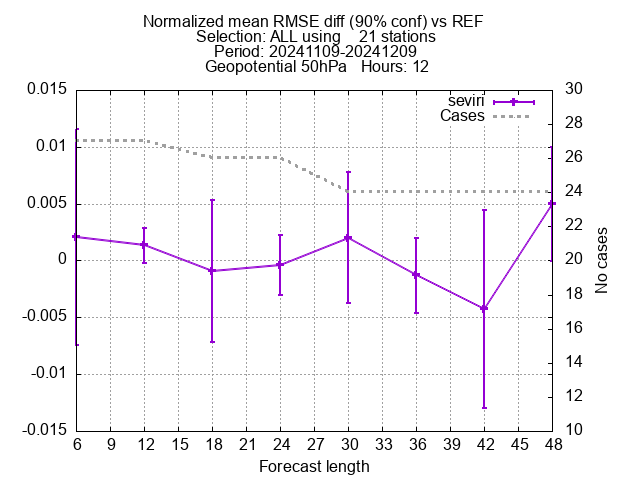 Normalized mean RMSE diff (90% conf) vs REF
Selection: ALL using    21 stations
Period: 20241109-20241209
Geopotential 50hPa   Hours: 12
seviri
Cases
0.015
0.01
0.005
0
-0.005
-0.01
-0.015
30
28
26
24
22
20
18
16
14
12
10
No cases
6 9 12 15 18 21 24 27 30 33 36 39 42 45 48
Forecast length